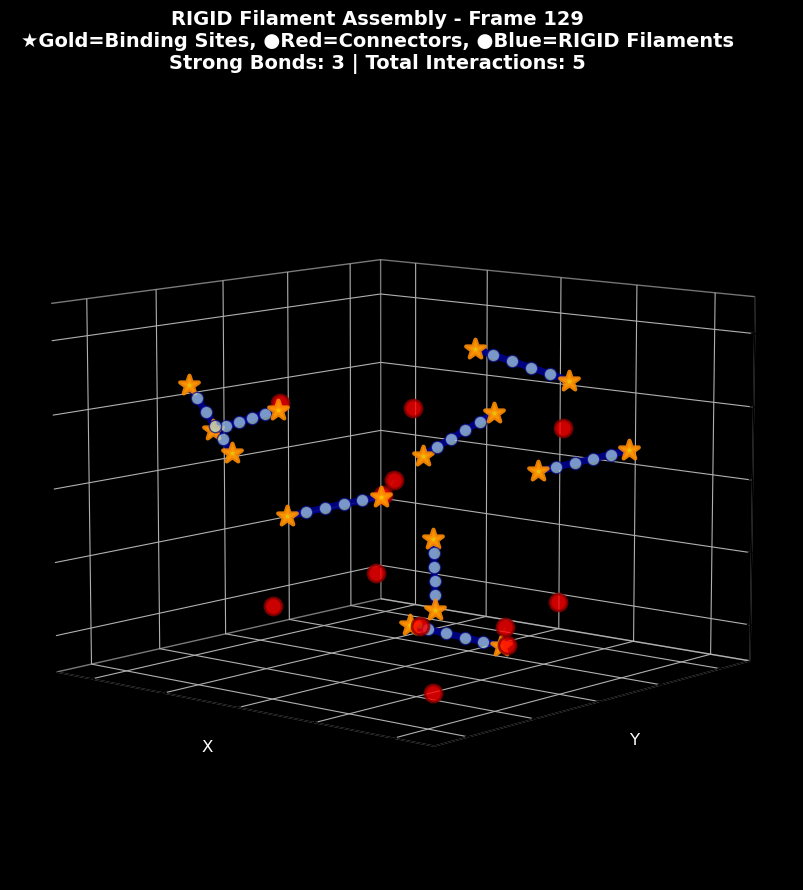 RIGID Filament Assembly - Frame 129
★Gold=Binding Sites, ●Red=Connectors, ●Blue=RIGID Filaments
Strong Bonds: 3 | Total Interactions: 5
X
Y